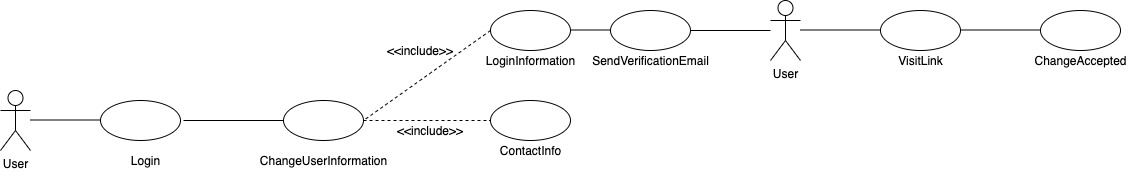 <<include>>
LoginInformation
SendVerificationEmail
User
VisitLink
ChangeAccepted
<<include>>
User
Login
ChangeUserInformation
ContactInfo